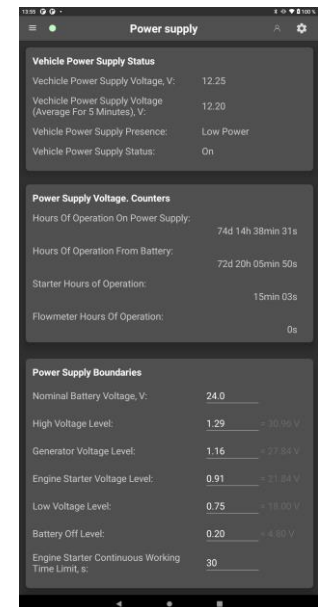 13:59
100 %
Power supply
Vehicle Power Supply Status
Vechicle Power Supply Voltage, V: 12.25
Vechicle Power Supply Voltage
(Average For 5 Minutes), V: 12.20
Vehicle Power Supply Presence: Low Power
Vehicle Power Supply Status: On
Power Supply Voltage. Counters
Hours Of Operation On Power Supply:
74d 14h 38min 31s
Hours Of Operation From Battery:
72d 20h 05min 50s
Starter Hours of Operation:
15min 03s
Flowmeter Hours Of Operation:
0s
Power Supply Boundaries
Nominal Battery Voltage, V: 24.0
High Voltage Level: 1.29 = 30.96 V
Generator Voltage Level: 1.16 = 27.84 V
Engine Starter Voltage Level: 0.91 = 21.84 V
Low Voltage Level: 0.75 = 18.00 V
Battery Off Level: 0.20 = 4.80 V
Engine Starter Continuous Working
Time Limit, s: 30